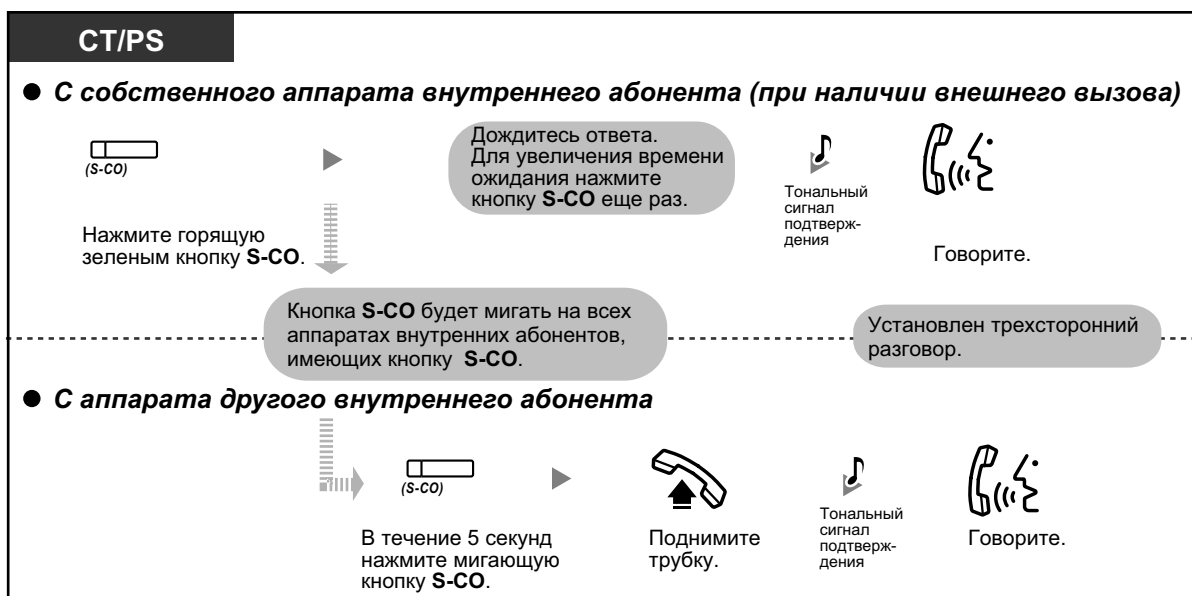 CT/PS
● С собственного аппарата внутреннего абонента (при наличии внешнего вызова)
(S-CO)
Нажмите горящую
зеленым кнопку S-CO.
Дождитесь ответа.
Для увеличения времени
ожидания нажмите
кнопку S-CO еще раз.
Тональный
сигнал
подтверж-
дения
Говорите.
Кнопка S-CO будет мигать на всех
аппаратах внутренних абонентов,
имеющих кнопку S-CO.
Установлен трехсторонний
разговор.
● С аппарата другого внутреннего абонента
(S-CO)
В течение 5 секунд
нажмите мигающую
кнопку S-CO.
Поднимите
трубку.
Тональный
сигнал
подтверж-
дения
Говорите.